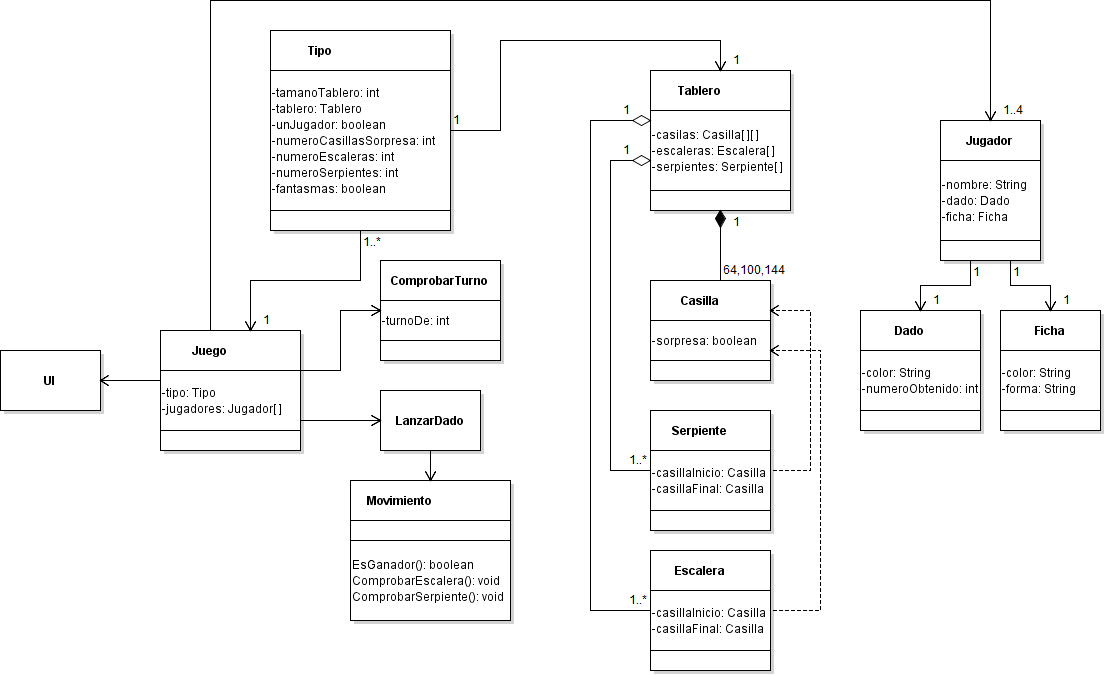 Tipo
-tamanoTablero: int
-tablero: Tablero
-unJugador: boolean
-numeroCasillasSorpresa: int
-numeroEscaleras: int
-numeroSerpientes: int
-fantasmas: boolean
1
1..*
1
Tablero
-casilas: Casilla[][]
-escaleras: Escalera[]
-serpientes: Serpiente[]
1
1
1
64,100,144
1..4
Jugador
-nombre: String
-dado: Dado
-ficha: Ficha
1
1
1
1
Dado
-color: String
-numeroObtenido: int
Ficha
-color: String
-forma: String
ComprobarTurno
-turnoDe: int
1
Juego
-tipo: Tipo
-jugadores: Jugador[]
UI
LanzarDado
Movimiento
EsGanador(): boolean
ComprobarEscalera(): void
ComprobarSerpiente(): void
Casilla
-sorpresa: boolean
Serpiente
-casillaInicio: Casilla
-casillaFinal: Casilla
1..*
Escalera
-casillaInicio: Casilla
-casillaFinal: Casilla
1..*